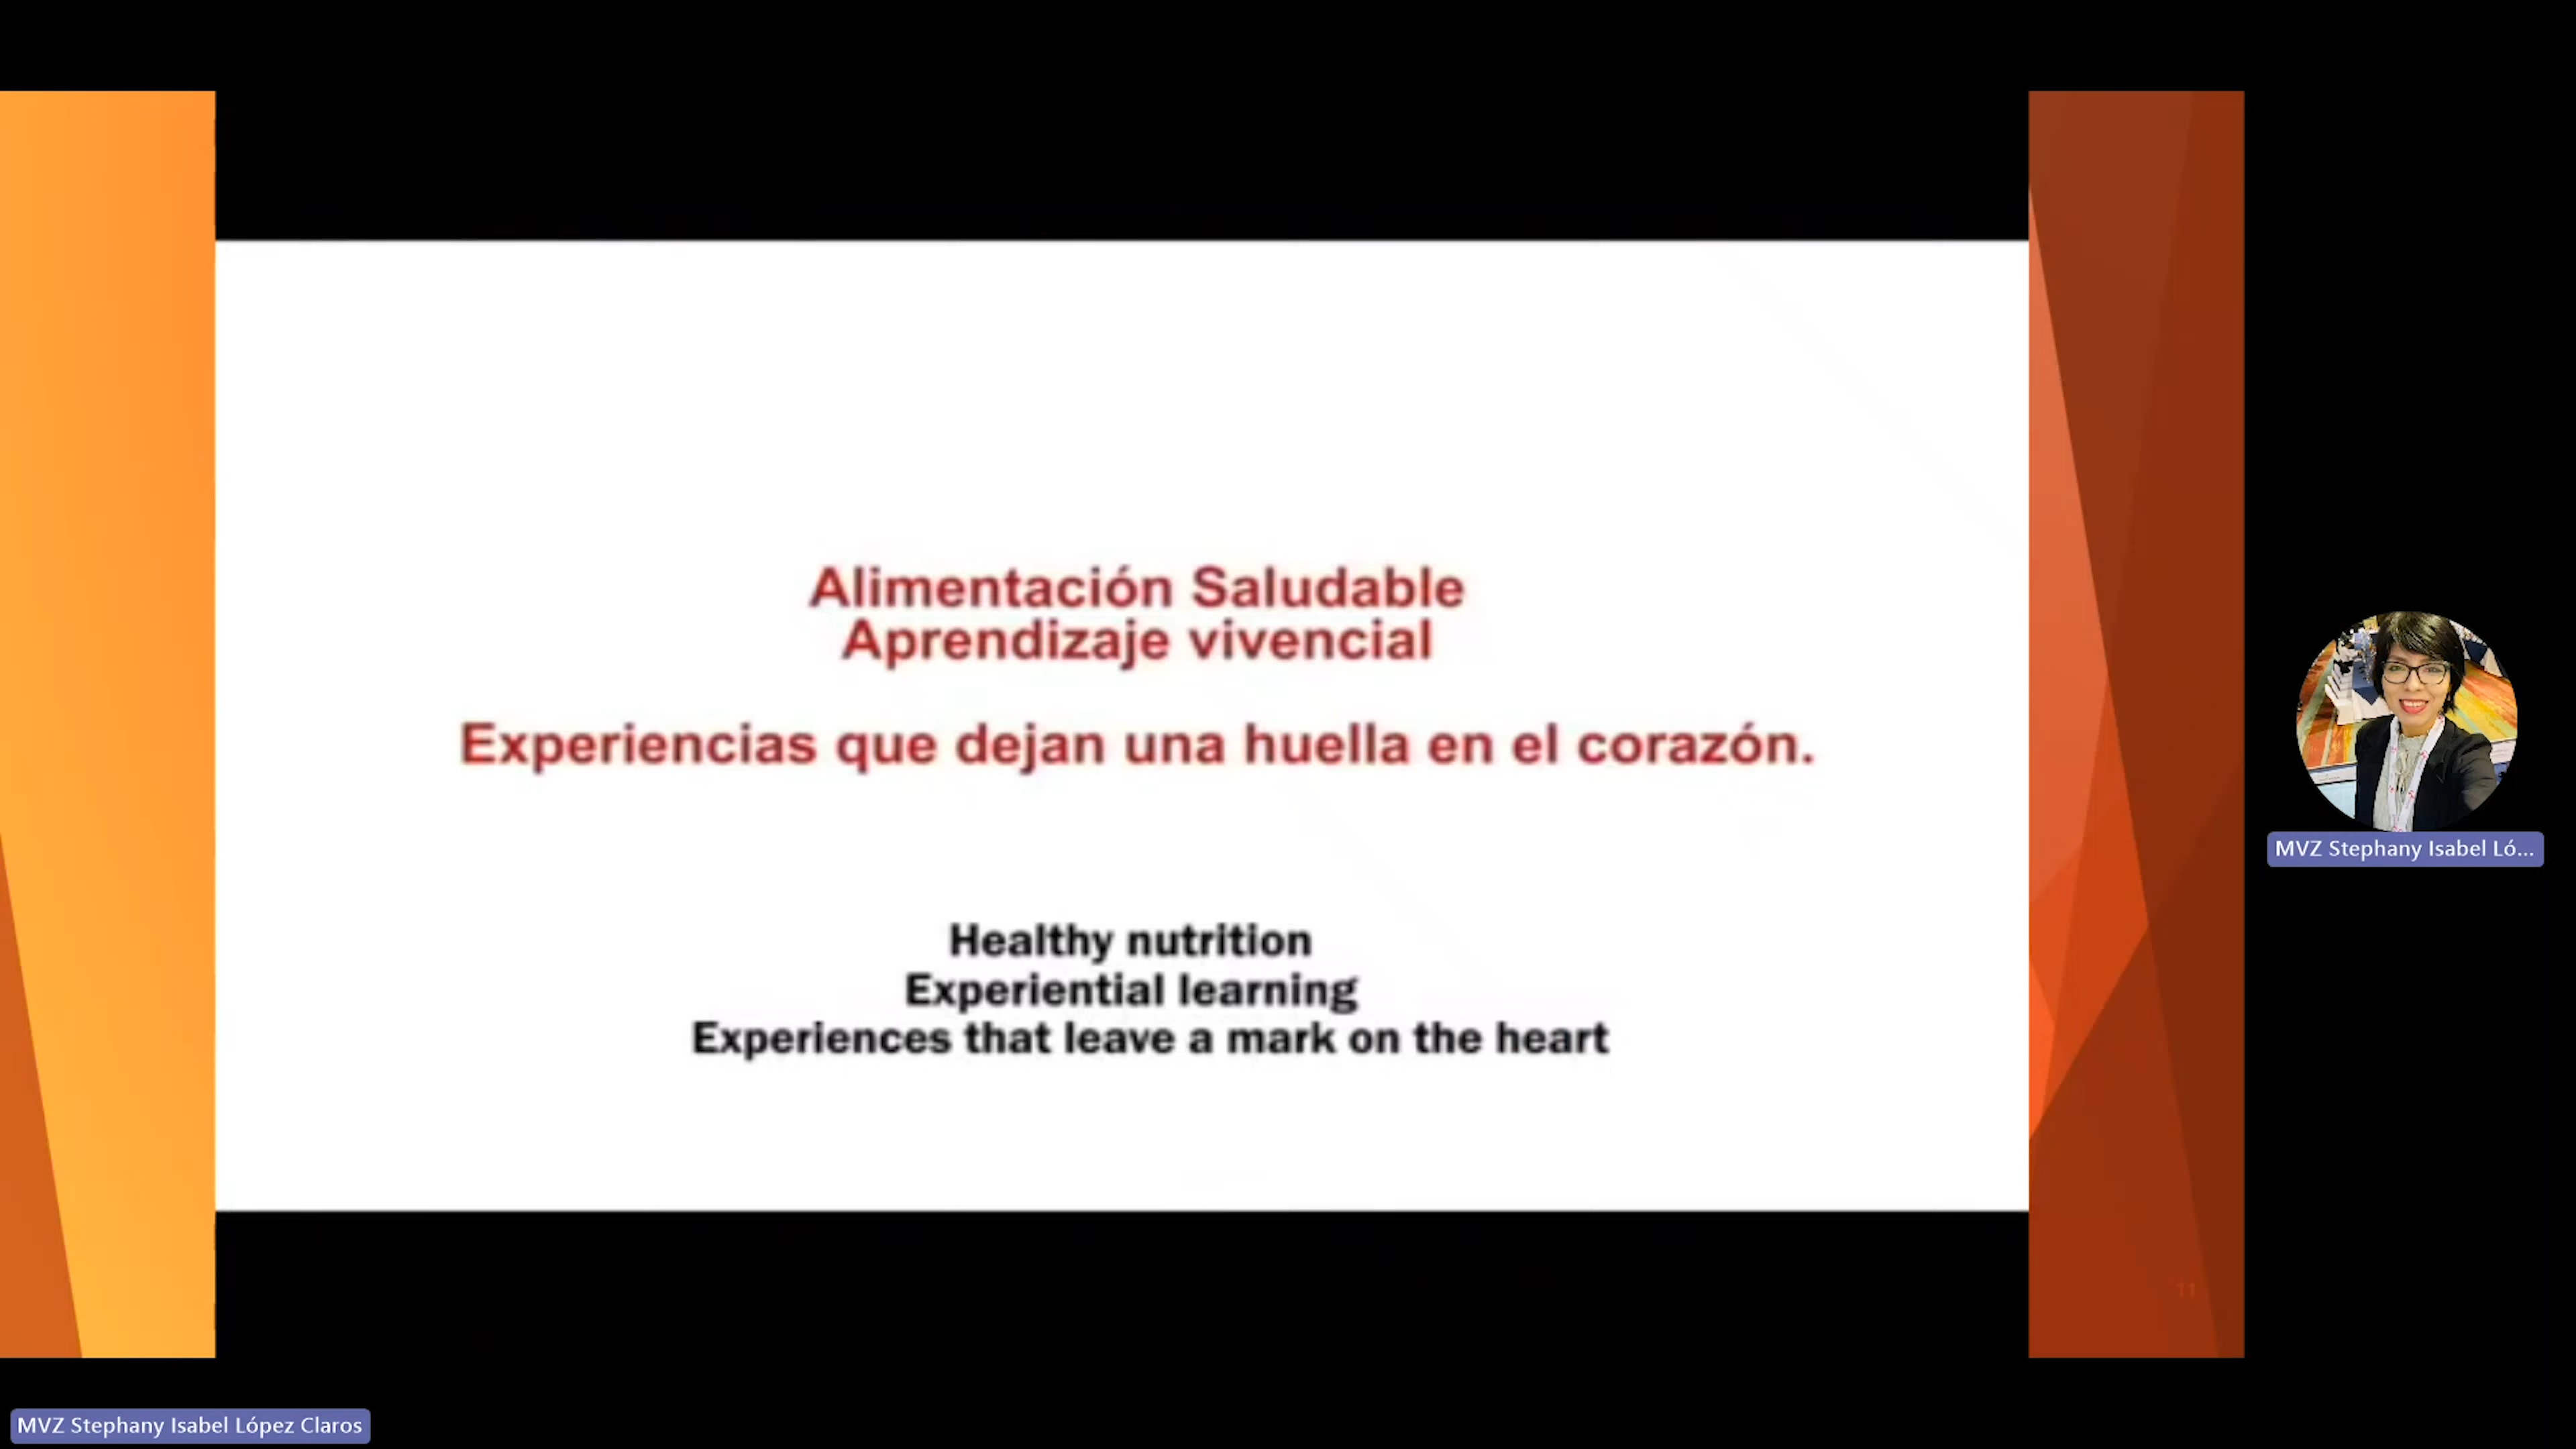 Alimentación Saludable
Aprendizaje vivencial
Experiencias que dejan una huella en el corazón.
Healthy nutrition
Experiential learning
Experiences that leave a mark on the heart
11
MVZ Stephany Isabel Ló...
MVZ Stephany Isabel López Claros